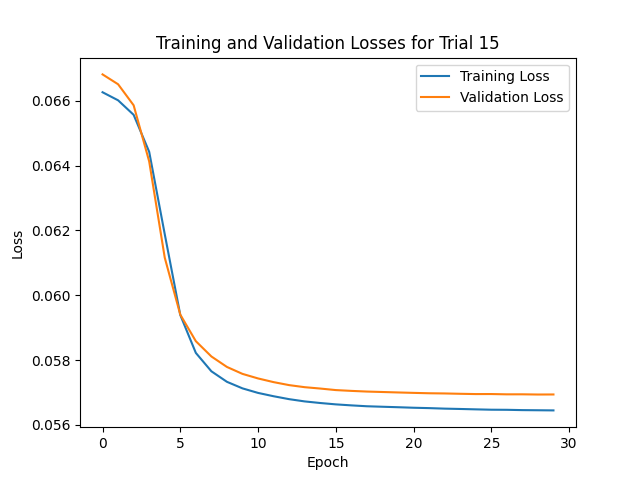 Training and Validation Losses for Trial 15
Training Loss
Validation Loss
0.066
0.064
0.062
0.060
0.058
0.056
Loss
0 5 10 15 20 25 30
Epoch